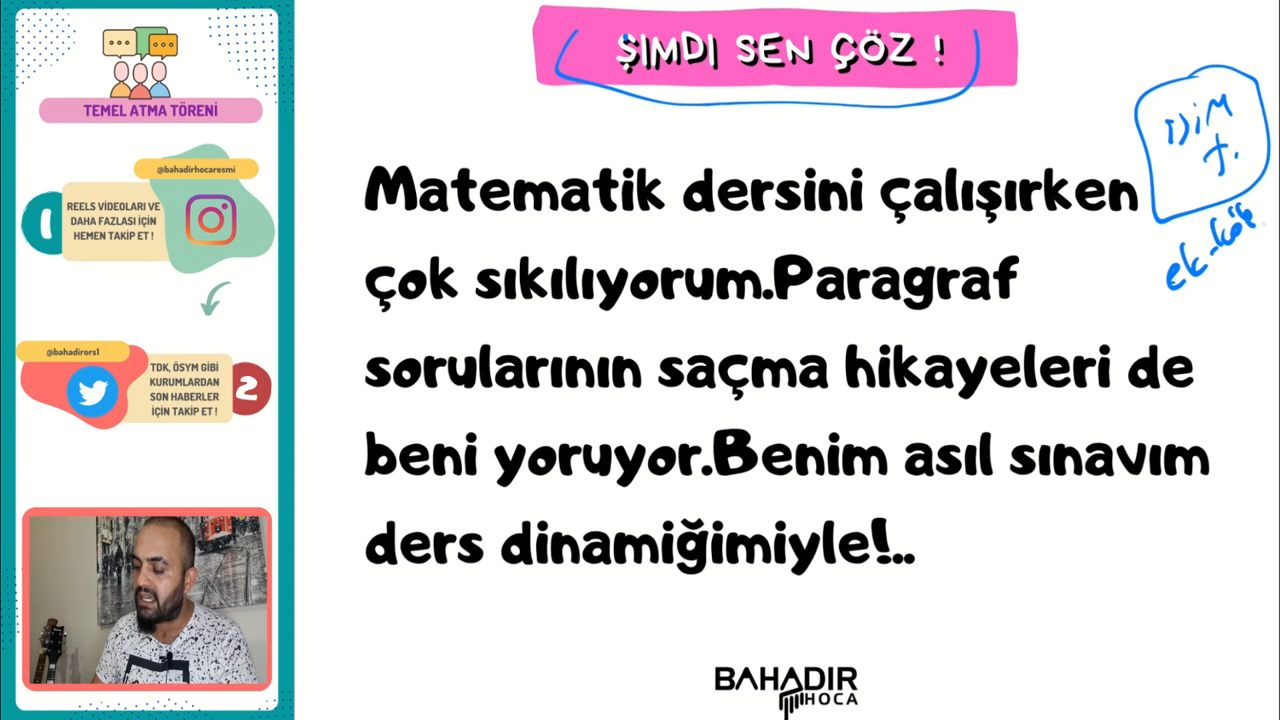 TEMEL ATMA TÖRENİ
@bahadirhocaresmi
1
REELS VİDEOLARI VE
DAHA FAZLASI İÇİN
HEMEN TAKİP ET !
@bahadirors1
TDK, ÖSYM GİBİ
KURUMLARDAN
SON HABERLER
İÇİN TAKİP ET !
2
ŞIMDI SEN ÇÖZ !
Matematik dersini çalışırken
çok sıkılıyorum.Paragraf
sorularının saçma hikayeleri de
beni yoruyor.Benim asıl sınavım
ders dinamiğimiyle!..
ek-kök
BAHADIR
HOCA